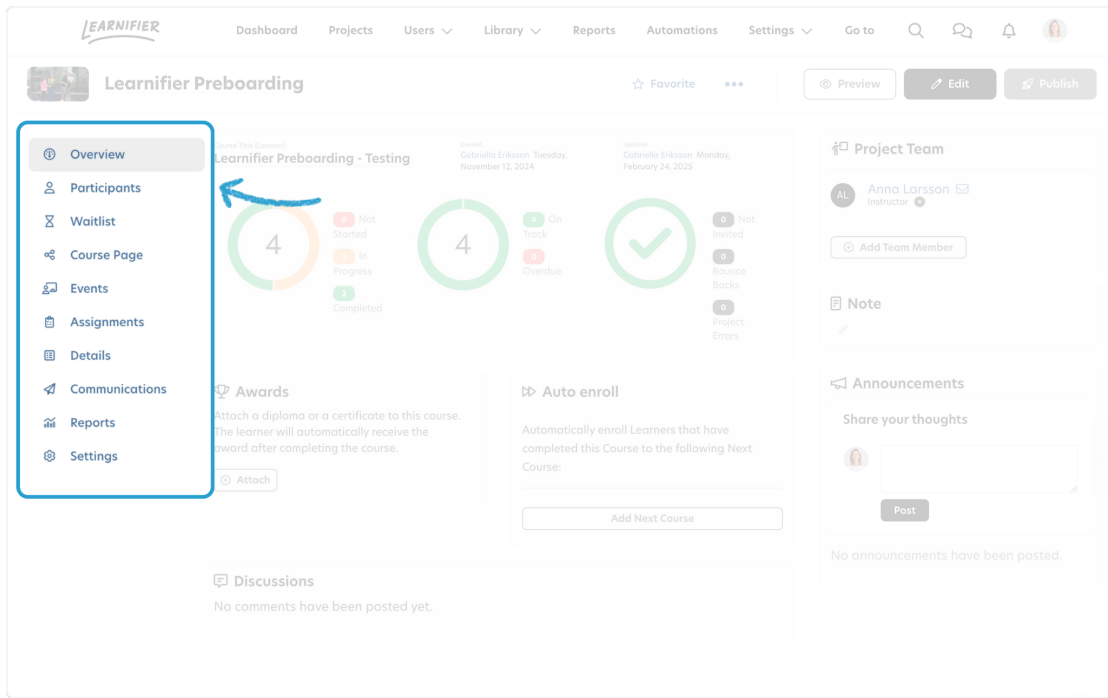 LEARNIFIER
Dashboard Projects Users Library Reports Automations Settings Go to
Learnifier Preboarding
Favorite
Preview
Edit
Publish
Overview
Participants
Waitlist
Course Page
Events
Assignments
Details
Communications
Reports
Settings
Learnifier Preboarding - Testing
Created
Gabriella Eriksson Tuesday,
November 12, 2024
Updated
Gabriella Eriksson Monday,
February 24, 2025
4
0 Not
Started
2 In
Progress
2
Completed
4
4 On
Track
0
Overdue
0 Not
Invited
0
Bounce
Backs
0
Project
Errors
Awards
Attach a diploma or a certificate to this course.
The learner will automatically receive the
award after completing the course.
Attach
Auto enroll
Automatically enroll Learners that have
completed this Course to the following Next
Course:
Add Next Course
Discussions
No comments have been posted yet.
Project Team
AL
Anna Larsson
Instructor
Add Team Member
Note
Announcements
Share your thoughts
Post
No announcements have been posted.